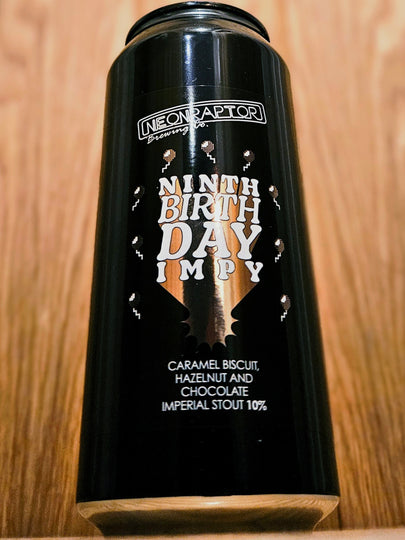 NEONRAPTOR
Brewing Co.
NINTH
BIRTH
DAY
IMPY
CARAMEL BISCUIT,
HAZELNUT AND
CHOCOLATE
IMPERIAL STOUT 10%